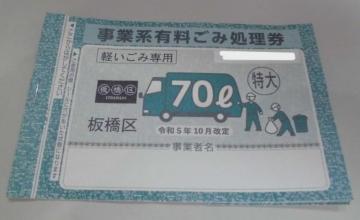 事業系有料ごみ処理券
軽いごみ専用
板橋区
ITABASHI
70ℓ
特大
板橋区
令和5年10月改定
事業者名